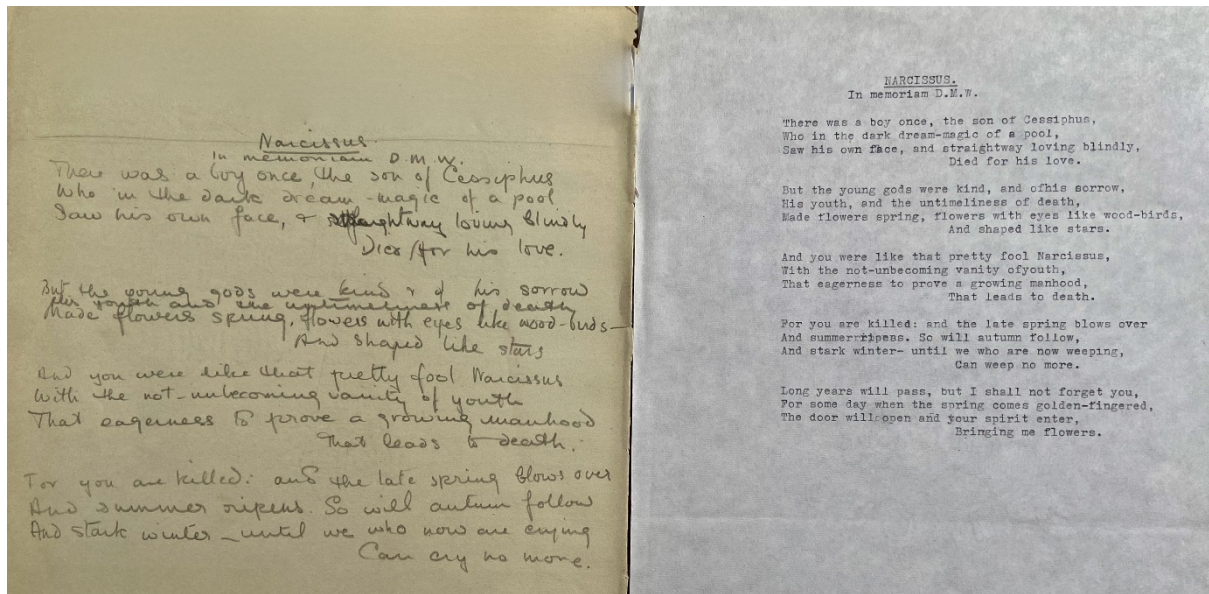 Narcissus.
In memoriam D.M.W.
There was a boy once, the son of Cessiphus
Who in the dark dream-magic of a pool
Saw his own face, & straightway loving blindly
Died for his love.
But the young gods were kind & of his sorrow
His youth and the untimeliness of death
Made flowers spring, flowers with eyes like wood-birds
And shaped like stars
And you were like that pretty fool Narcissus
With the not-unbecoming vanity of youth
That eagerness to prove a growing manhood
That leads to death.
For you are killed: and the late spring blows over
And summer ripens. So will autumn follow
And stark winter – until we who now are crying
Can cry no more.
NARCISSUS.
In memoriam D.M.W.
There was a boy once, the son of Cessiphus,
Who in the dark dream-magic of a pool,
Saw his own face, and straightway loving blindly,
Died for his love.
But the young gods were kind, and ofhis sorrow,
His youth, and the untimeliness of death,
Made flowers spring, flowers with eyes like wood-birds,
And shaped like stars.
And you were like that pretty fool Narcissus,
With the not-unbecoming vanity ofyouth,
That eagerness to prove a growing manhood,
That leads to death.
For you are killed: and the late spring blows over
And summer ripens. So will autumn follow,
And stark winter- until we who are now weeping,
Can weep no more.
Long years will pass, but I shall not forget you,
For some day when the spring comes golden-fingered,
The door will open and your spirit enter,
Bringing me flowers.